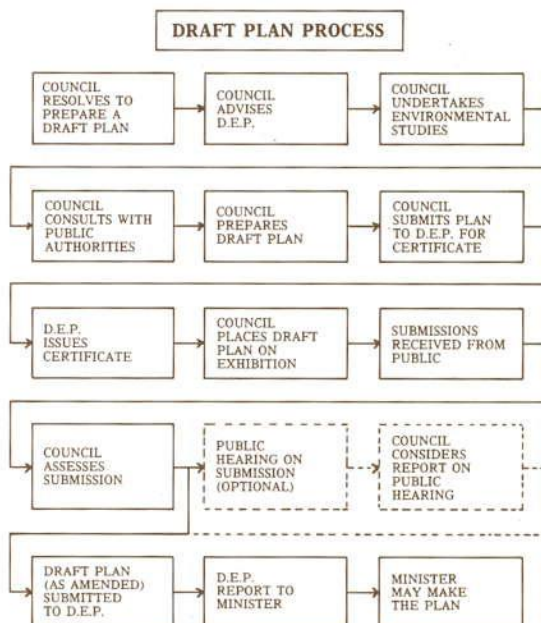 DRAFT PLAN PROCESS
COUNCIL
RESOLVES TO
PREPARE A
DRAFT PLAN
COUNCIL
ADVISES
D.E.P.
COUNCIL
UNDERTAKES
ENVIRONMENTAL
STUDIES
COUNCIL
CONSULTS WITH
PUBLIC
AUTHORITIES
COUNCIL
PREPARES
DRAFT PLAN
COUNCIL
SUBMITS PLAN
TO D.E.P. FOR
CERTIFICATE
D.E.P.
ISSUES
CERTIFICATE
COUNCIL
PLACES DRAFT
PLAN ON
EXHIBITION
SUBMISSIONS
RECEIVED FROM
PUBLIC
COUNCIL
ASSESSES
SUBMISSION
PUBLIC
HEARING ON
SUBMISSION
(OPTIONAL)
COUNCIL
CONSIDERS
REPORT ON
PUBLIC
HEARING
DRAFT PLAN
(AS AMENDED)
SUBMITTED
TO D.E.P.
D.E.P.
REPORT TO
MINISTER
MINISTER
MAY MAKE
THE PLAN